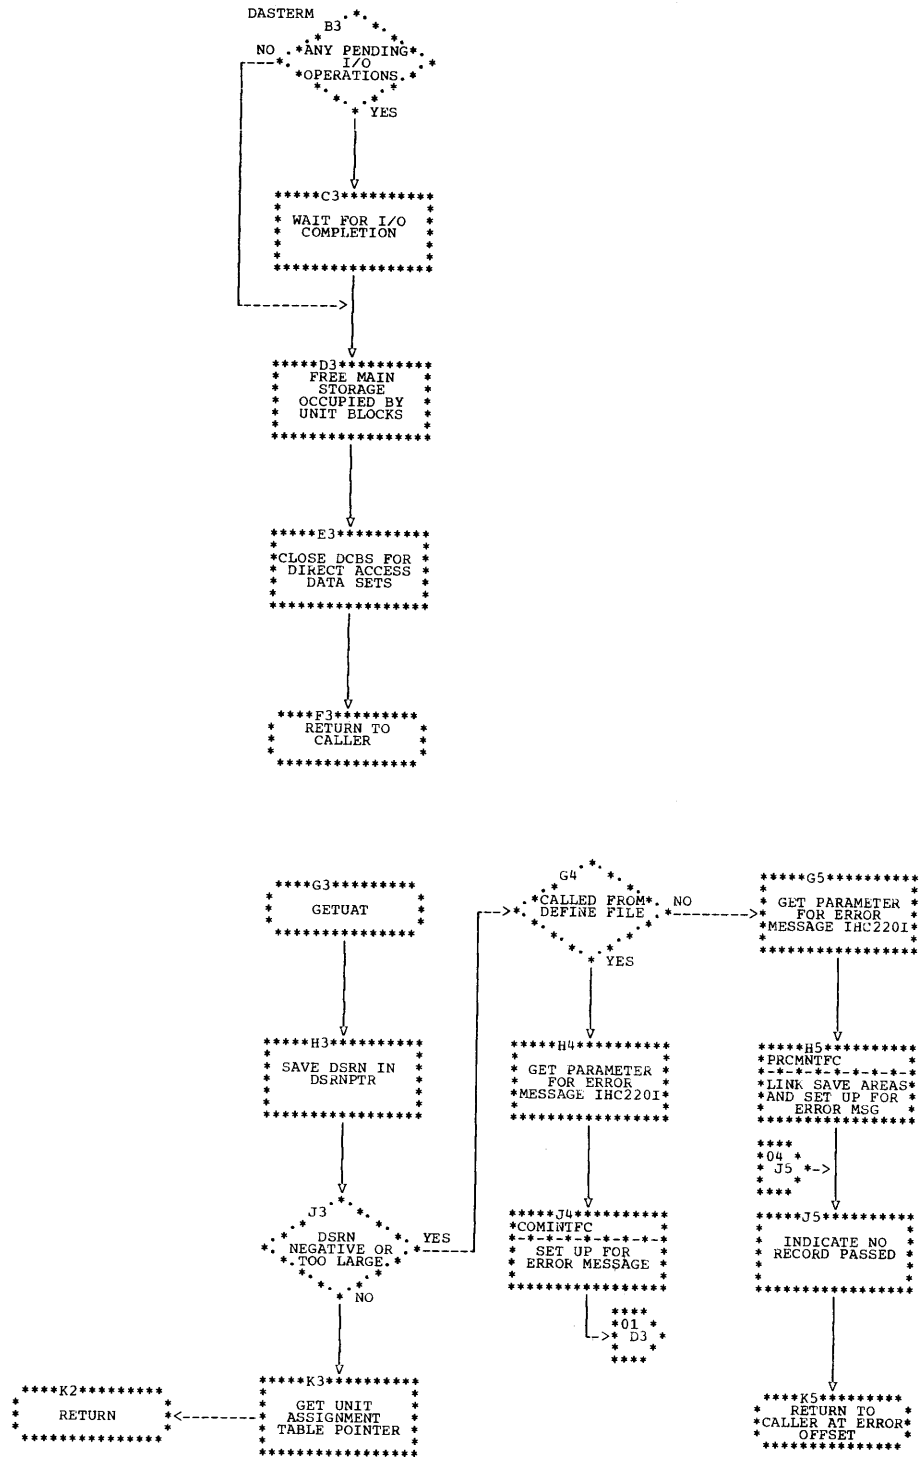 DASTERM
B3
NO
ANY PENDING
I/O
OPERATIONS
YES
C3
WAIT FOR I/O
COMPLETION
D3
FREE MAIN
STORAGE
OCCUPIED BY
UNIT BLOCKS
E3
CLOSE DCBS FOR
DIRECT ACCESS
DATA SETS
F3
RETURN TO
CALLER
G3
GETUAT
H3
SAVE DSRN IN
DSRNPTR
J3
DSRN
NEGATIVE OR
TOO LARGE
YES
NO
K3
GET UNIT
ASSIGNMENT
TABLE POINTER
K2
RETURN
G4
CALLED FROM
DEFINE FILE
NO
YES
H4
GET PARAMETER
FOR ERROR
MESSAGE IHC220I
J4
COMINTFC
SET UP FOR
ERROR MESSAGE
01
D3
G5
GET PARAMETER
FOR ERROR
MESSAGE IHC220I
H5
PRCMNTFC
LINK SAVE AREAS
AND SET UP FOR
ERROR MSG
04
J5
J5
INDICATE NO
RECORD PASSED
K5
RETURN TO
CALLER AT ERROR
OFFSET